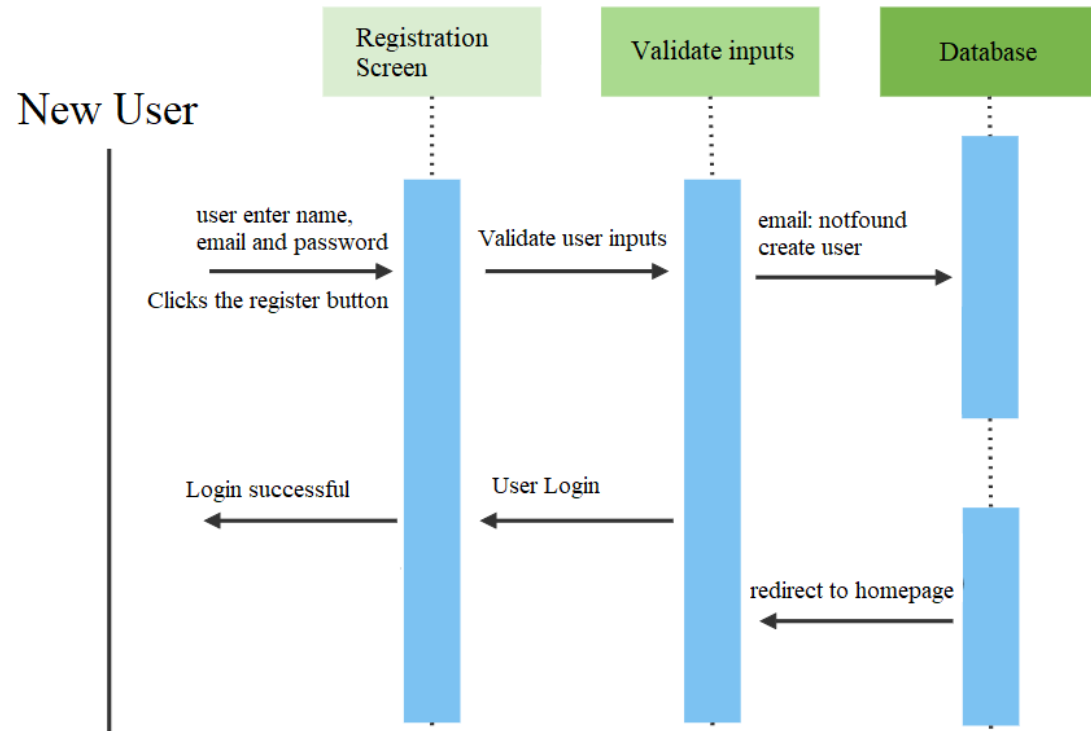 Registration
Screen
Validate inputs
Database
New User
user enter name,
email and password
Clicks the register button
Validate user inputs
email: notfound
create user
Login successful
User Login
redirect to homepage